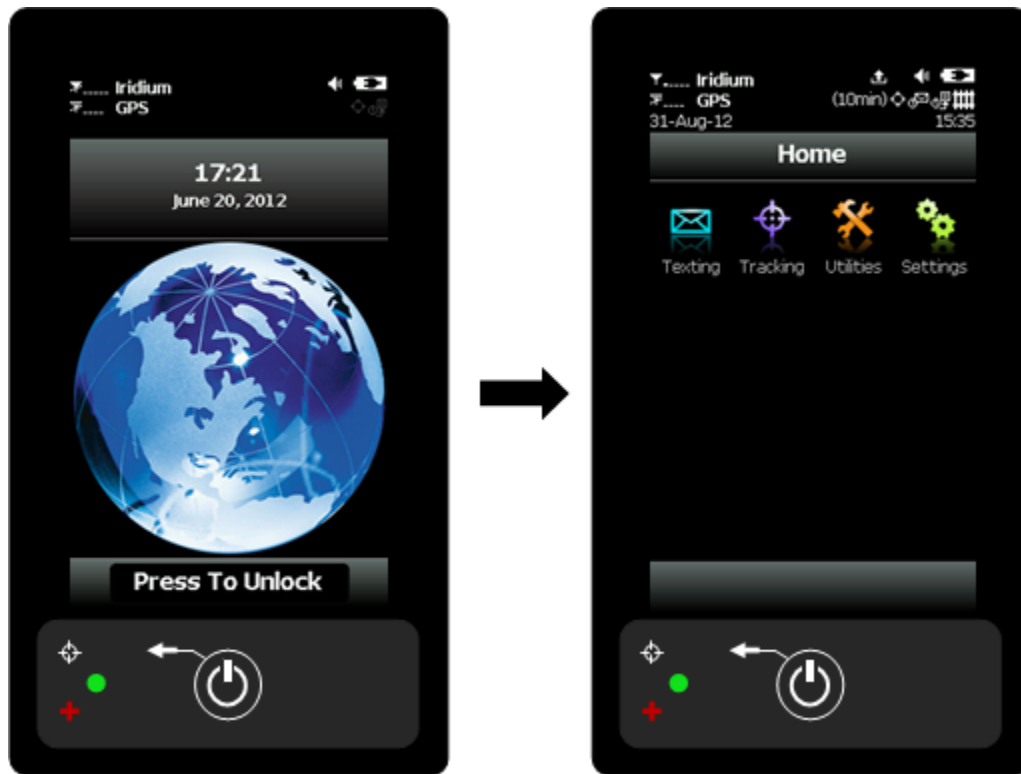 Iridium
GPS
17:21
June 20, 2012
Press To Unlock
Iridium
GPS (10min)
31-Aug-12 15:35
Home
Texting Tracking Utilities Settings